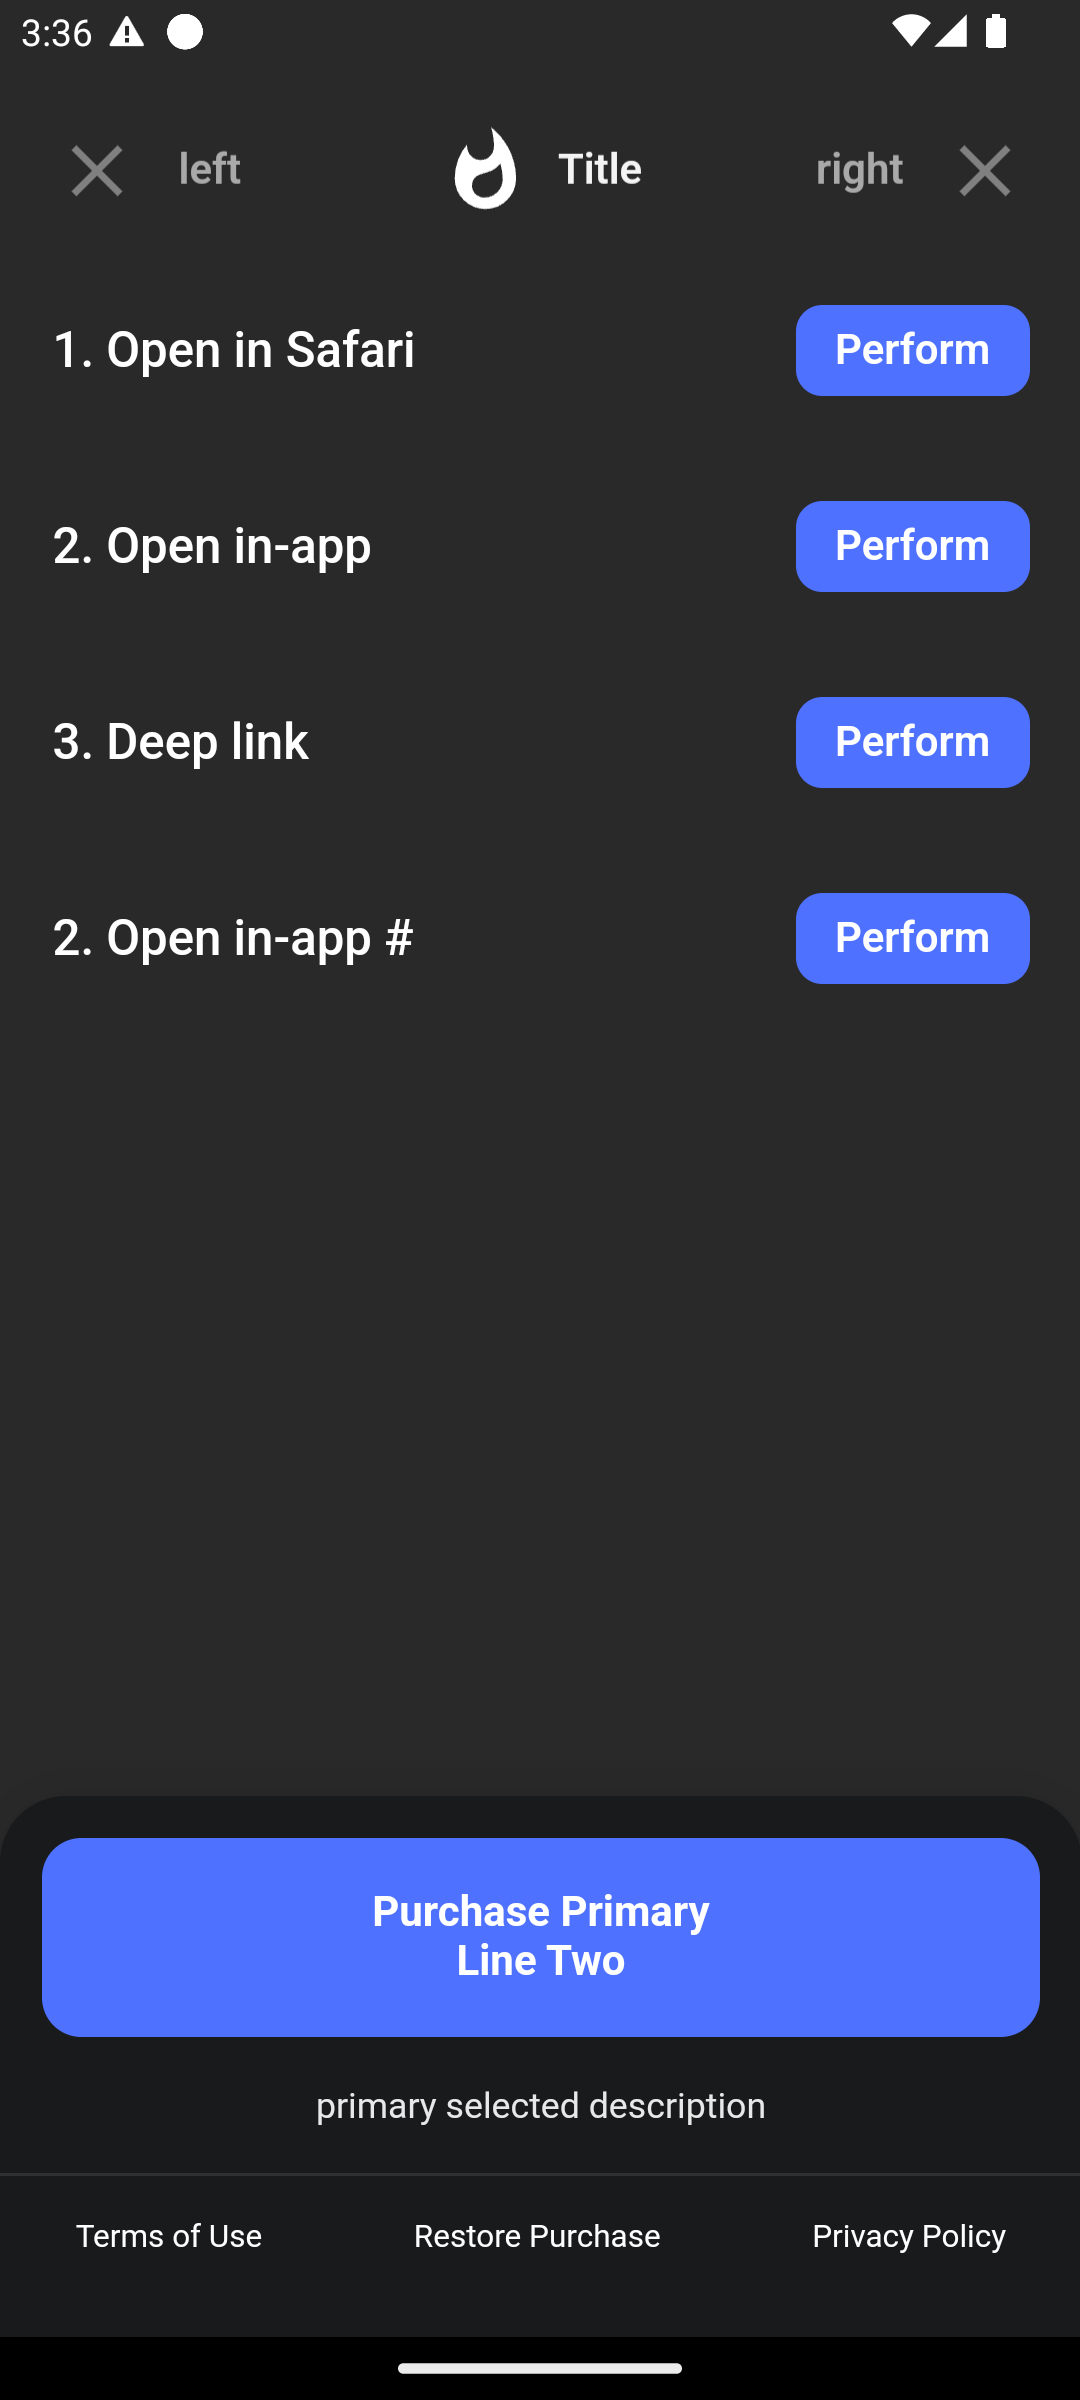 3:36
left
Title
right
1. Open in Safari
Perform
2. Open in-app
Perform
3. Deep link
Perform
2. Open in-app #
Perform
Purchase Primary
Line Two
primary selected description
Terms of Use
Restore Purchase
Privacy Policy